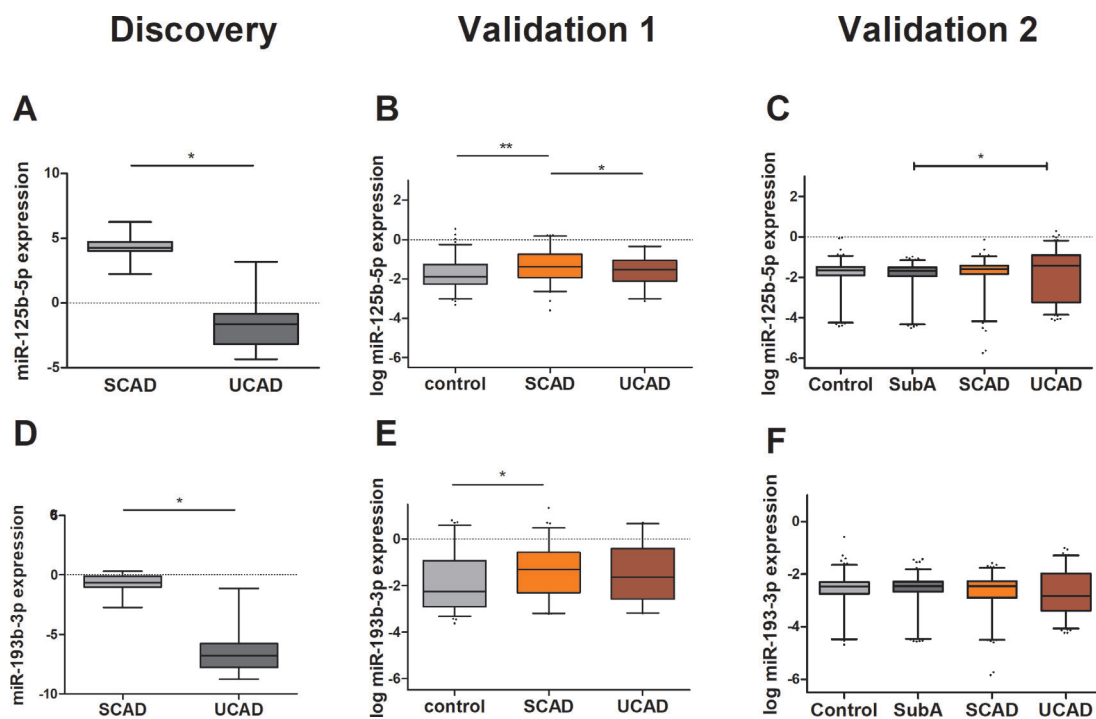 Discovery Validation 1 Validation 2
A
miR-125b-5p expression
*
10
5
0
-5
SCAD UCAD
B
log miR-125b-5p expression
**
*
2
0
-2
-4
-6
control SCAD UCAD
C
log miR-125b-5p expression
*
2
0
-2
-4
-6
Control SubA SCAD UCAD
D
miR-193b-3p expression
*
0
-5
-10
SCAD UCAD
E
log miR-193b-3p expression
*
0
-2
-4
-6
control SCAD UCAD
F
log miR-193-3p expression
0
-2
-4
-6
Control SubA SCAD UCAD